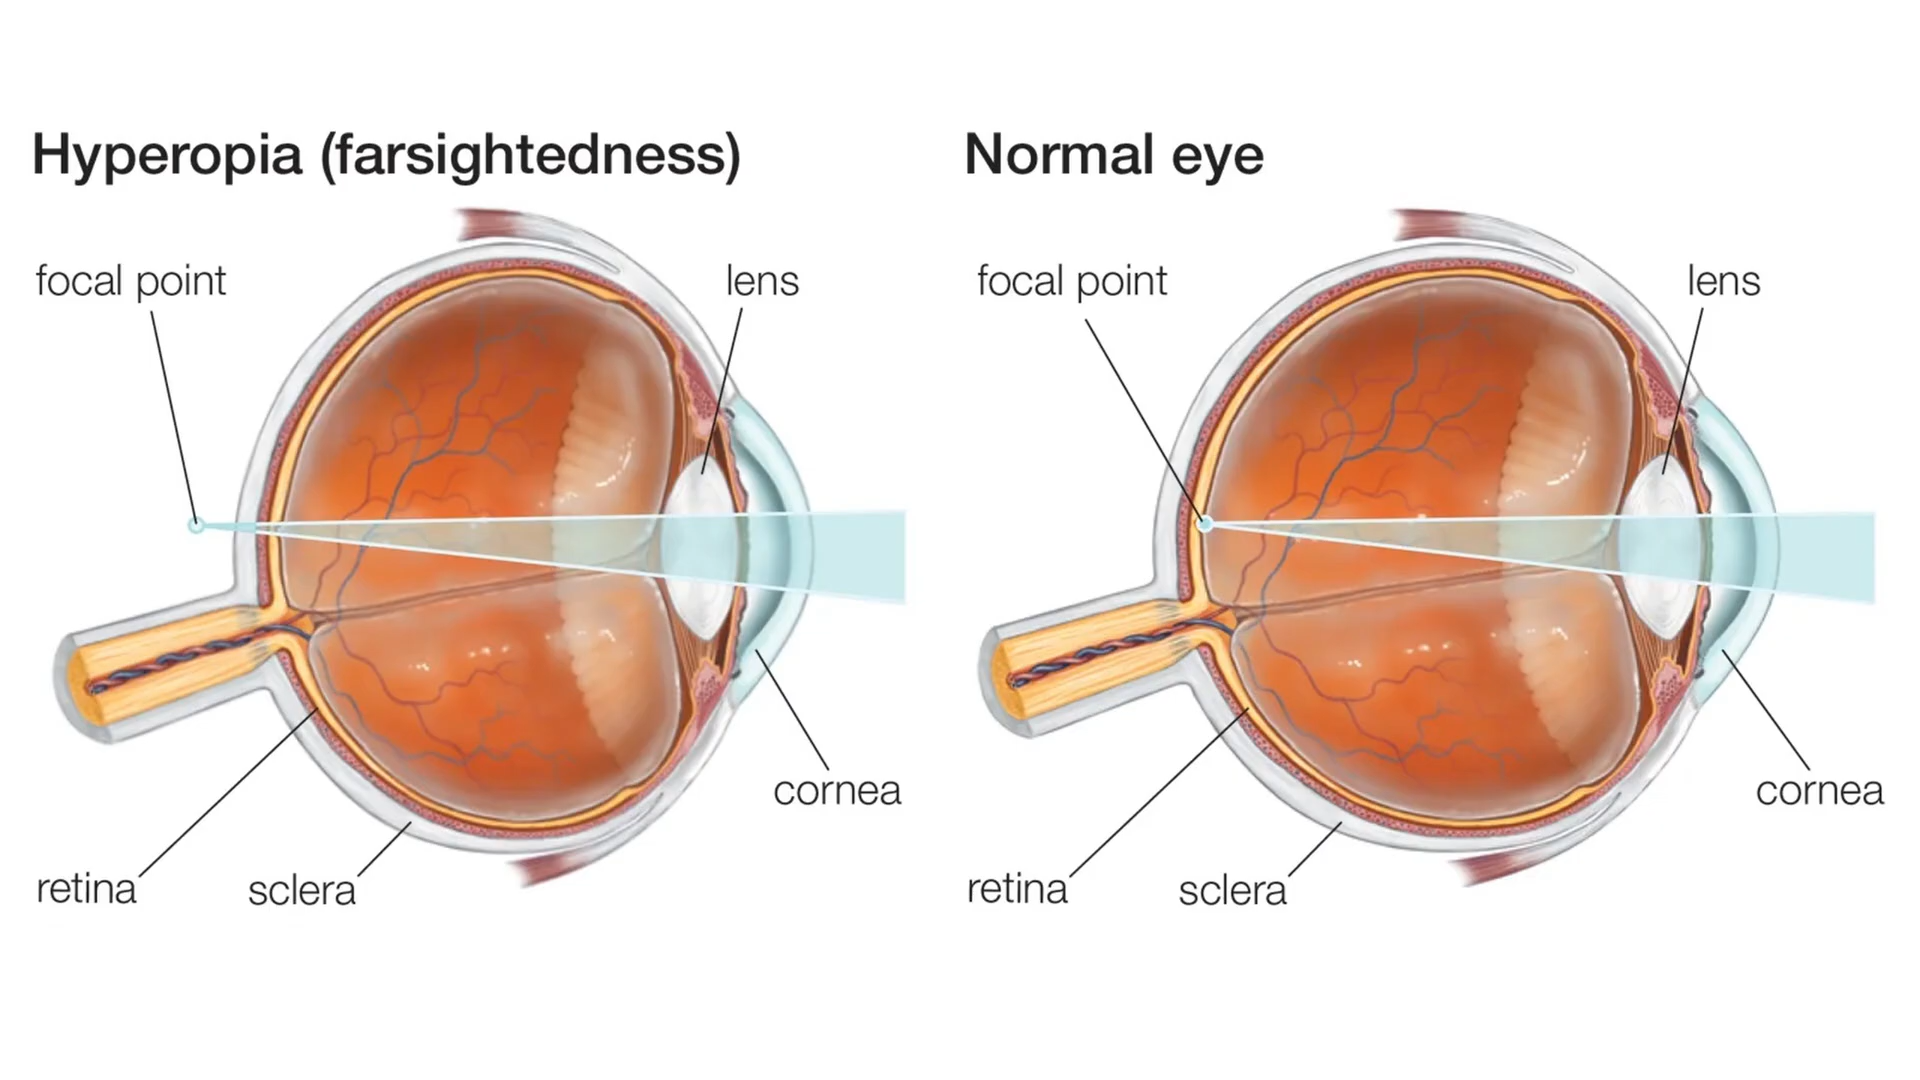 Hyperopia (farsightedness)
focal point
lens
cornea
retina
sclera
Normal eye
focal point
lens
cornea
retina
sclera